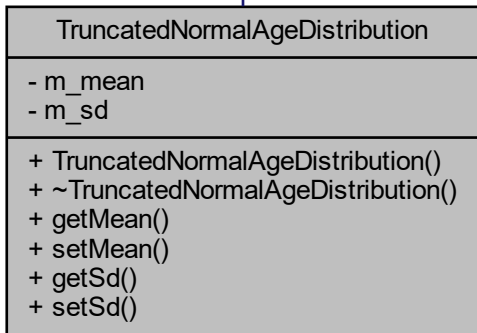 TruncatedNormalAgeDistribution
- m_mean
- m_sd
+ TruncatedNormalAgeDistribution()
+ ~TruncatedNormalAgeDistribution()
+ getMean()
+ setMean()
+ getSd()
+ setSd()